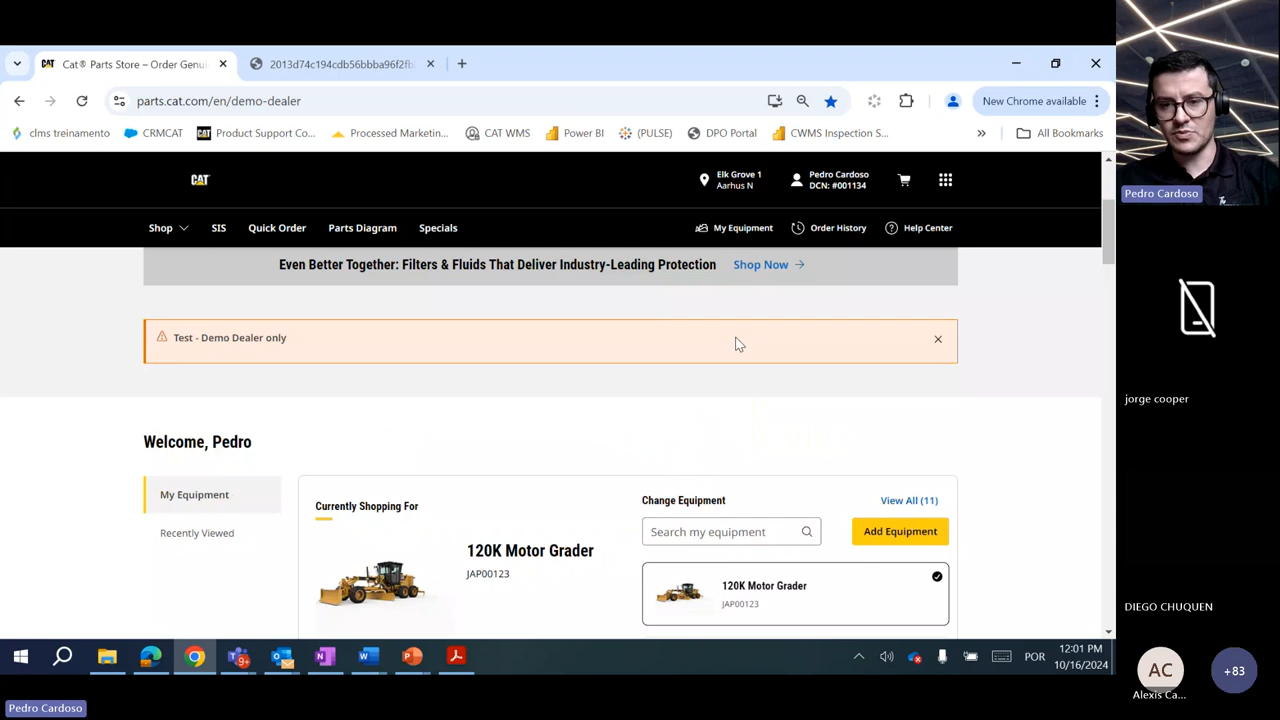 Cat® Parts Store – Order Genu
2013d74c194cdb56bbba96f2fb
parts.cat.com/en/demo-dealer
New Chrome available
clms treinamento
CRMCAT
Product Support Co...
Processed Marketin...
CAT WMS
Power BI
(PULSE)
DPO Portal
CWMS Inspection S...
All Bookmarks
CAT
Elk Grove 1
Aarhus N
Pedro Cardoso
DCN: #001134
Shop
SIS
Quick Order
Parts Diagram
Specials
My Equipment
Order History
Help Center
Even Better Together: Filters & Fluids That Deliver Industry-Leading Protection
Shop Now
Test - Demo Dealer only
Welcome, Pedro
My Equipment
Recently Viewed
Currently Shopping For
120K Motor Grader
JAP00123
Change Equipment
View All (11)
Search my equipment
Add Equipment
120K Motor Grader
JAP00123
POR
12:01 PM
10/16/2024
Pedro Cardoso
Pedro Cardoso
jorge cooper
DIEGO CHUQUEN
AC
Alexis Ca...
+83